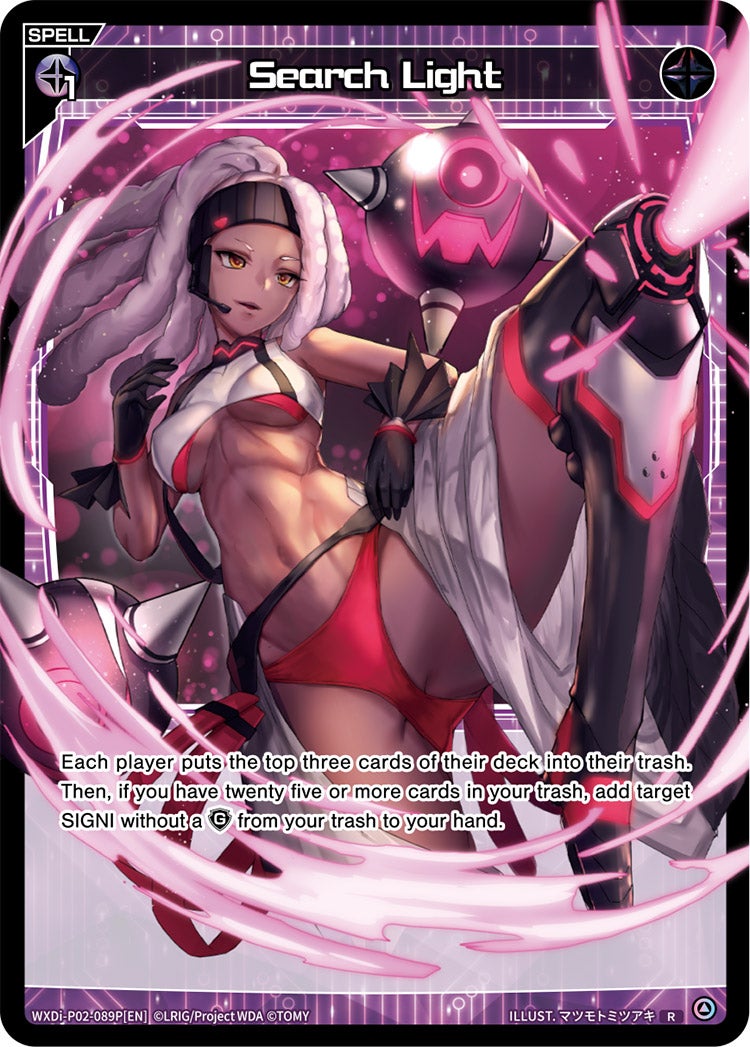 SPELL
1
Search Light
Each player puts the top three cards of their deck into their trash.
Then, if you have twenty five or more cards in your trash, add target
SIGNI without a G from your trash to your hand.
WXDi-P02-089P[EN] ©LRIG/Project WDA ©TOMY
ILLUST. マツモトミツアキ R